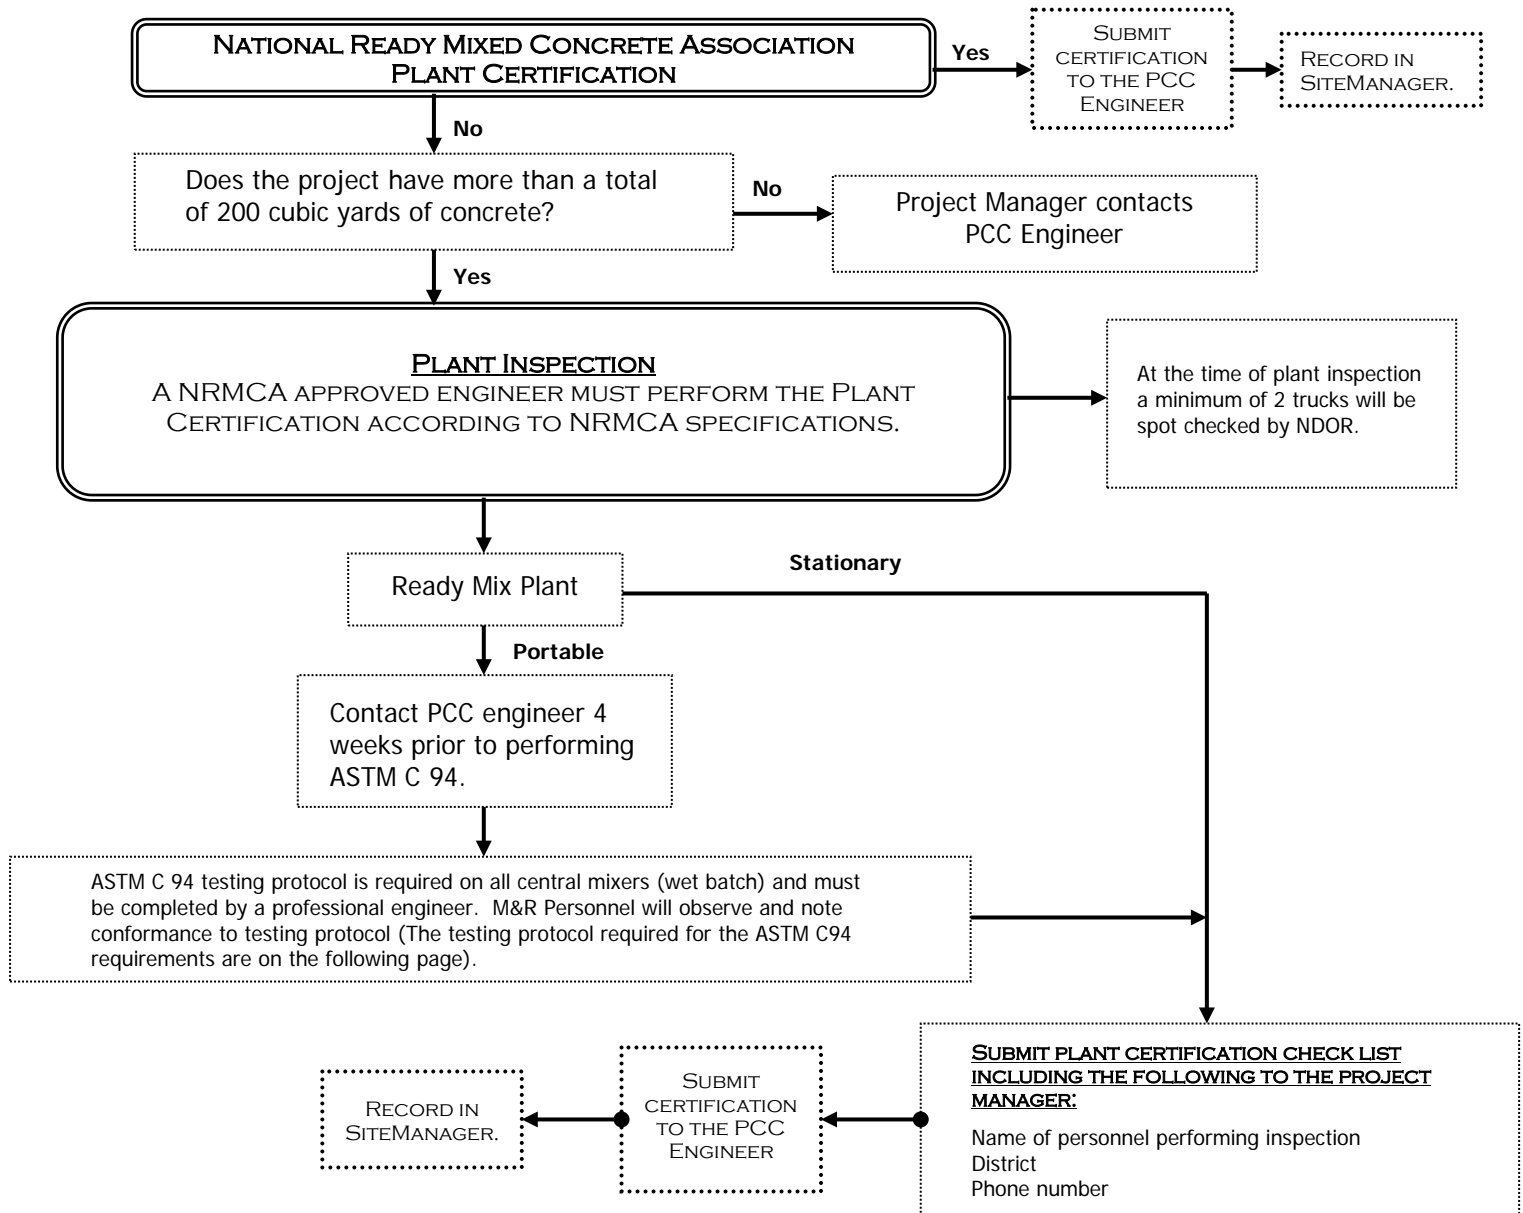 NATIONAL READY MIXED CONCRETE ASSOCIATION
PLANT CERTIFICATION
Yes
SUBMIT
CERTIFICATION
TO THE PCC
ENGINEER
RECORD IN
SITEMANAGER.
No
Does the project have more than a total
of 200 cubic yards of concrete?
No
Project Manager contacts
PCC Engineer
Yes
PLANT INSPECTION
A NRMCA APPROVED ENGINEER MUST PERFORM THE PLANT
CERTIFICATION ACCORDING TO NRMCA SPECIFICATIONS.
At the time of plant inspection
a minimum of 2 trucks will be
spot checked by NDOR.
Ready Mix Plant
Stationary
Portable
Contact PCC engineer 4
weeks prior to performing
ASTM C 94.
ASTM C 94 testing protocol is required on all central mixers (wet batch) and must
be completed by a professional engineer. M&R Personnel will observe and note
conformance to testing protocol (The testing protocol required for the ASTM C94
requirements are on the following page).
SUBMIT PLANT CERTIFICATION CHECK LIST
INCLUDING THE FOLLOWING TO THE PROJECT
MANAGER:
Name of personnel performing inspection
District
Phone number
SUBMIT
CERTIFICATION
TO THE PCC
ENGINEER
RECORD IN
SITEMANAGER.